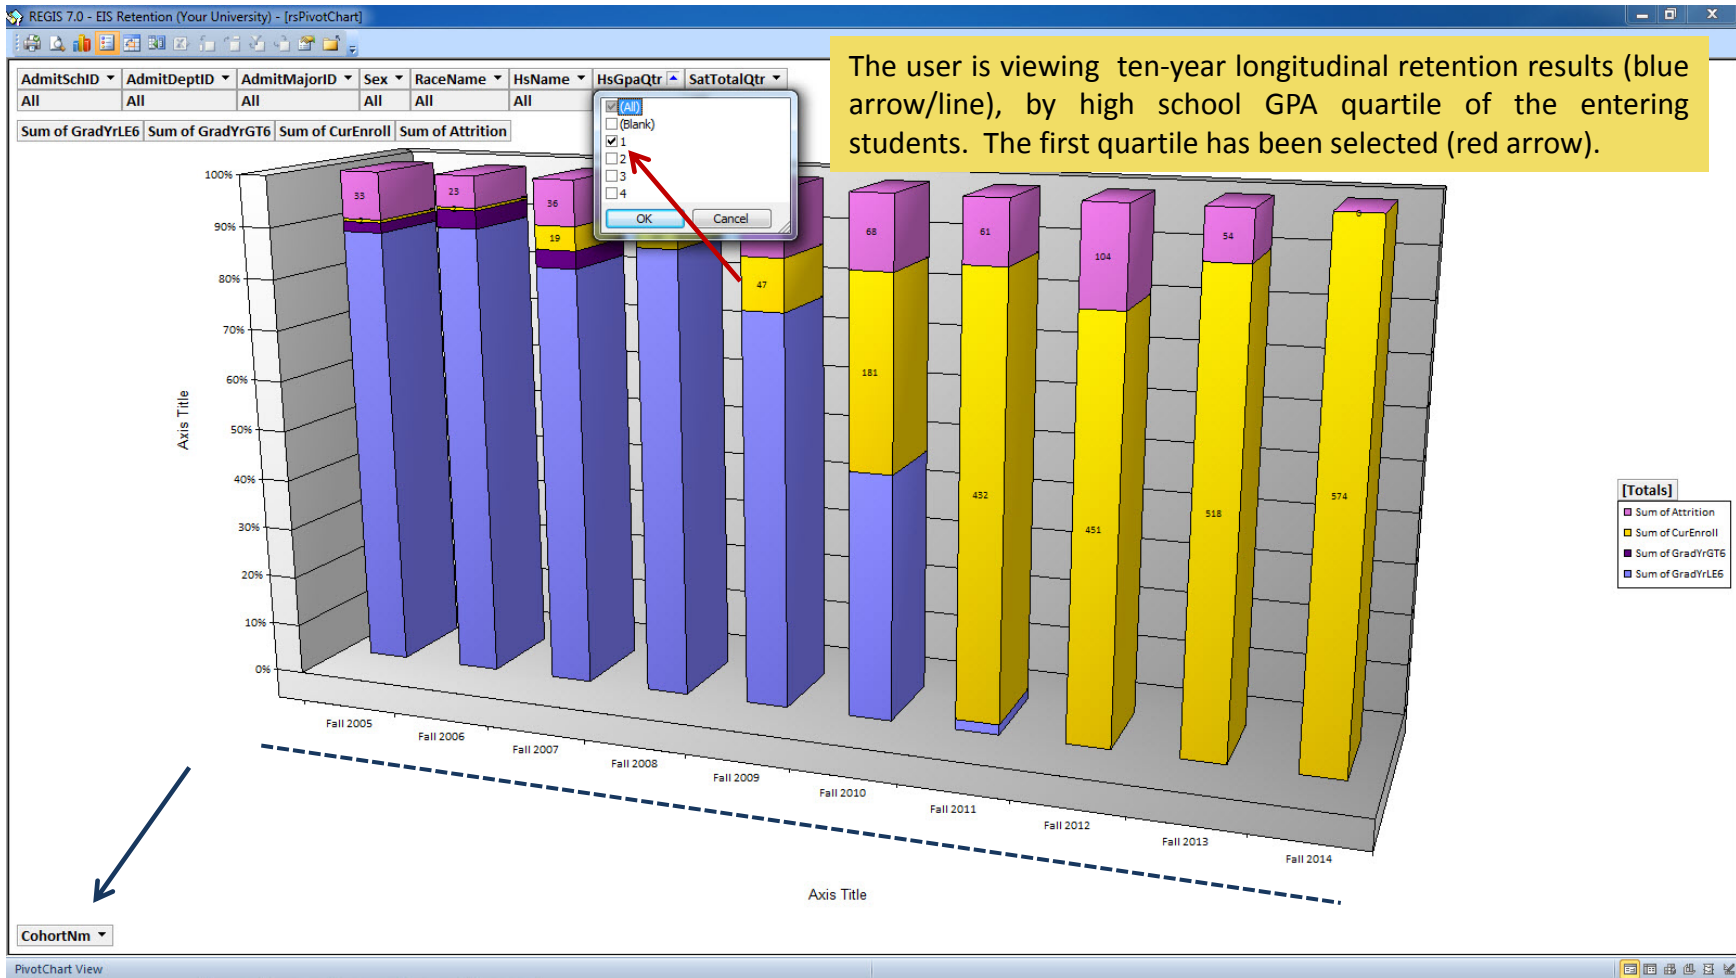 REGIS 7.0 - EIS Retention (Your University) - [rsPivotChart]
The user is viewing ten-year longitudinal retention results (blue
arrow/line), by high school GPA quartile of the entering
students. The first quartile has been selected (red arrow).
AdmitSchID AdmitDeptID AdmitMajorID Sex RaceName HsName HsGpaQtr SatTotalQtr
All All All All All All
(All)
(Blank)
1
2
3
4
OK Cancel
Sum of GradYrLE6 Sum of GradYrGT6 Sum of CurEnroll Sum of Attrition
100%
90%
80%
70%
60%
50%
40%
30%
20%
10%
0%
Axis Title
36 68 61 104 54 0
19 47 181 432 451 518 574
Fall 2005
Fall 2006
Fall 2007
Fall 2008
Fall 2009
Fall 2010
Fall 2011
Fall 2012
Fall 2013
Fall 2014
Axis Title
[Totals]
Sum of Attrition
Sum of CurEnroll
Sum of GradYrGT6
Sum of GradYrLE6
CohortNm
PivotChart View